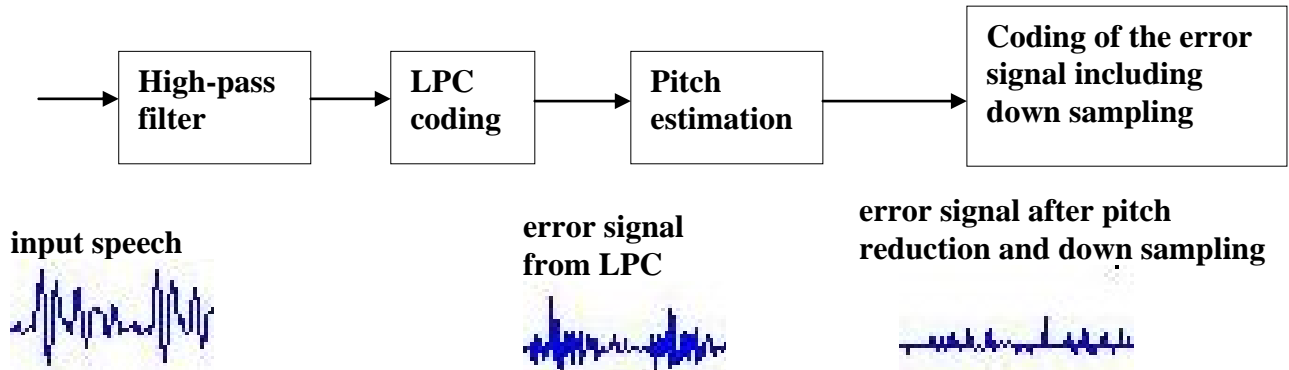 High-pass
filter
LPC
coding
Pitch
estimation
Coding of the error
signal including
down sampling
input speech
error signal
from LPC
error signal after pitch
reduction and down sampling